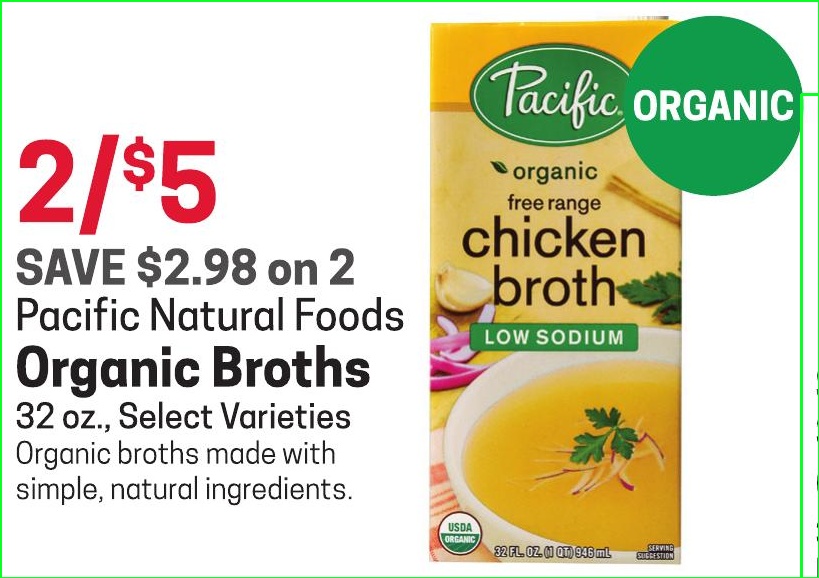 2/$5
SAVE $2.98 on 2
Pacific Natural Foods
Organic Broths
32 oz., Select Varieties
Organic broths made with
simple, natural ingredients.
Pacific
organic
free range
chicken
broth
LOW SODIUM
USDA
ORGANIC
32 FL. OZ. (1 QT) 946 mL
SERVING
SUGGESTION
ORGANIC